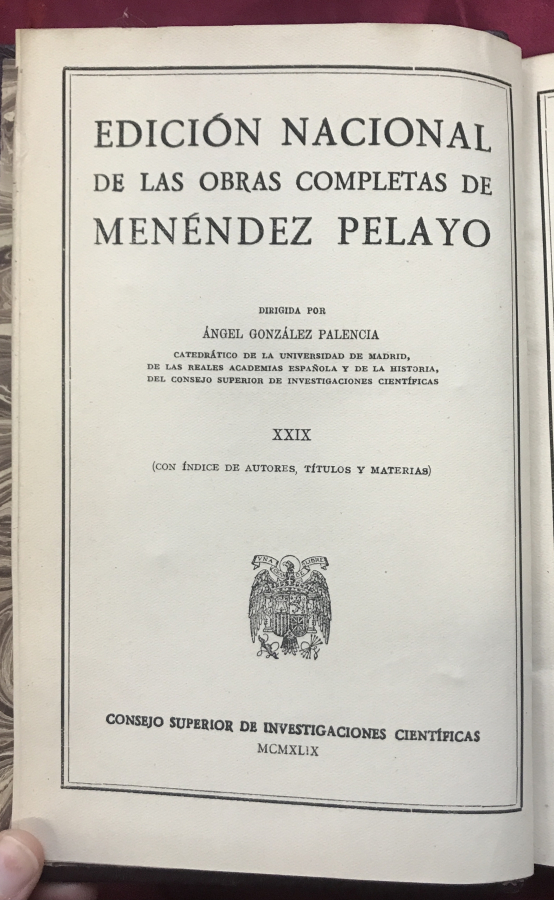 EDICIÓN NACIONAL
DE LAS OBRAS COMPLETAS DE
MENÉNDEZ PELAYO
DIRIGIDA POR
ÁNGEL GONZÁLEZ PALENCIA
CATEDRÁTICO DE LA UNIVERSIDAD DE MADRID,
DE LAS REALES ACADEMIAS ESPAÑOLA Y DE LA HISTORIA,
DEL CONSEJO SUPERIOR DE INVESTIGACIONES CIENTÍFICAS
XXIX
(CON ÍNDICE DE AUTORES, TÍTULOS Y MATERIAS)
VNA
CONSEJO SUPERIOR DE INVESTIGACIONES CIENTÍFICAS
MCMXLIX